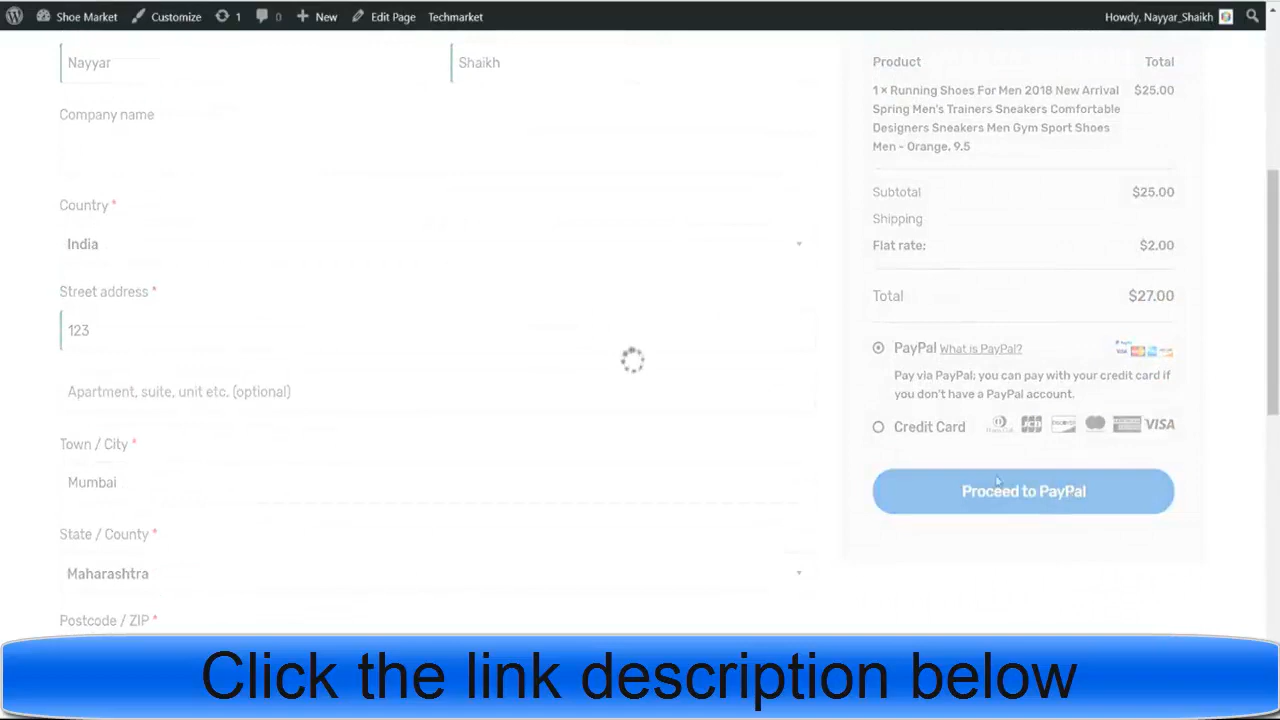 Shoe Market Customize 1 0 New Edit Page Techmarket Howdy, Nayyar_Shaikh
Nayyar Shaikh
Company name
Country *
India
Street address *
123
Apartment, suite, unit etc. (optional)
Town / City *
Mumbai
State / County *
Maharashtra
Postcode / ZIP *
Product Total
1 × Running Shoes For Men 2018 New Arrival $25.00
Spring Men's Trainers Sneakers Comfortable
Designers Sneakers Men Gym Sport Shoes
Men - Orange, 9.5
Subtotal $25.00
Shipping
Flat rate: $2.00
Total $27.00
PayPal What is PayPal?
Pay via PayPal; you can pay with your credit card if
you don't have a PayPal account.
Credit Card JCB VISA
Proceed to PayPal
Click the link description below